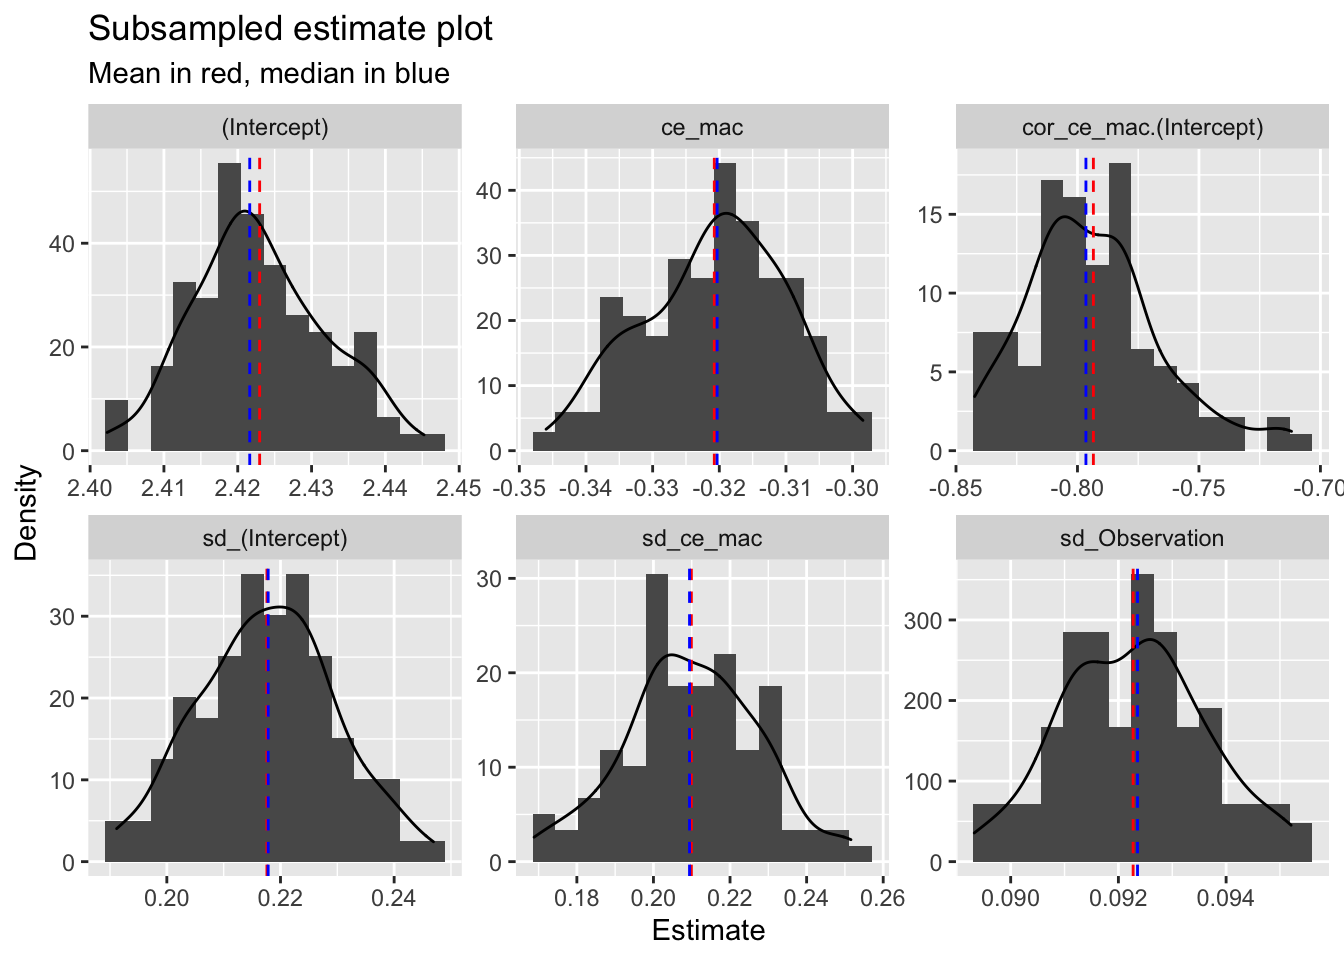 Subsampled estimate plot
Mean in red, median in blue
(Intercept)
ce_mac
cor_ce_mac.(Intercept)
40
20
0
2.40 2.41 2.42 2.43 2.44 2.45
40
30
20
10
0
-0.35 -0.34 -0.33 -0.32 -0.31 -0.30
15
10
5
0
-0.85 -0.80 -0.75 -0.70
Density
sd_(Intercept)
sd_ce_mac
sd_Observation
30
20
10
0
0.20 0.22 0.24
30
20
10
0
0.18 0.20 0.22 0.24 0.26
300
200
100
0
0.090 0.092 0.094
Estimate